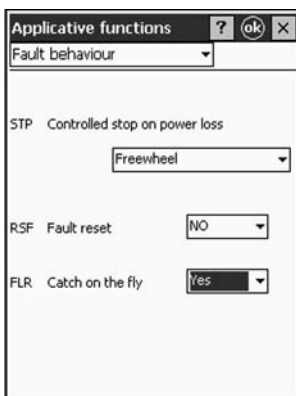 Applicative functions ? ok ×
Fault behaviour
STP Controlled stop on power loss
Freewheel
RSF Fault reset NO
FLR Catch on the fly Yes